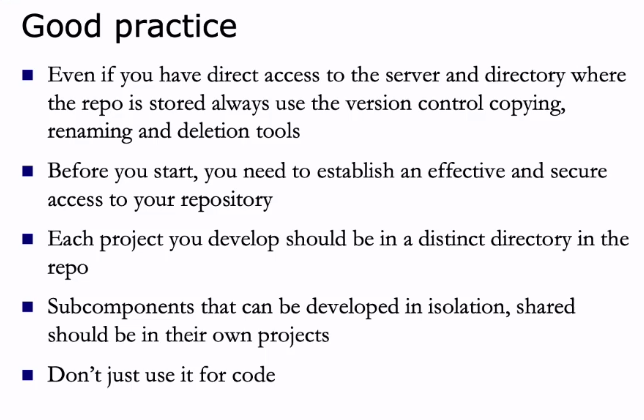 Good practice
Even if you have direct access to the server and directory where
the repo is stored always use the version control copying,
renaming and deletion tools
Before you start, you need to establish an effective and secure
access to your repository
Each project you develop should be in a distinct directory in the
repo
Subcomponents that can be developed in isolation, shared
should be in their own projects
Don't just use it for code